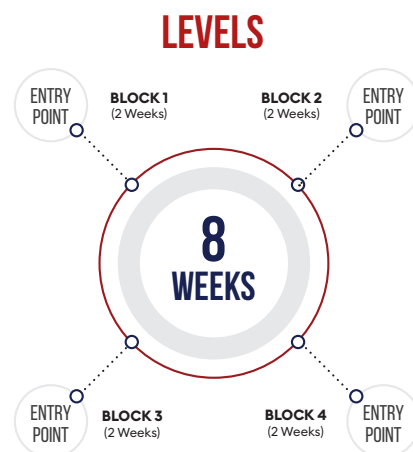 LEVELS
ENTRY
POINT
BLOCK 1
(2 Weeks)
BLOCK 2
(2 Weeks)
ENTRY
POINT
8
WEEKS
ENTRY
POINT
BLOCK 3
(2 Weeks)
BLOCK 4
(2 Weeks)
ENTRY
POINT